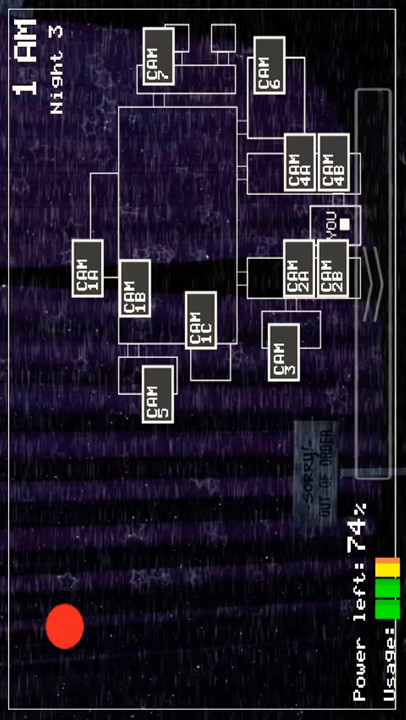 1 AM
Night 3
CAM 7
CAM 6
CAM 1A
CAM 1B
CAM 1C
CAM 5
CAM 3
CAM 4A
CAM 4B
YOU
CAM 2A
CAM 2B
SORRY!
OUT OF ORDER
Power left: 74%
Usage: